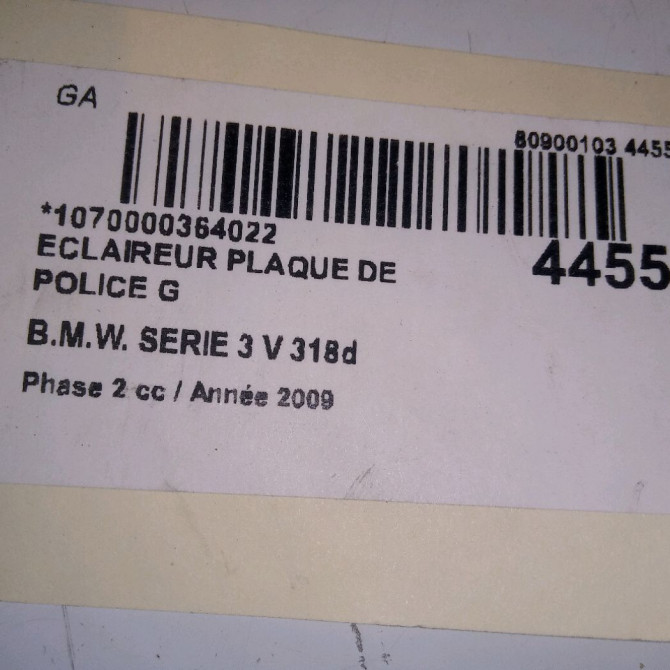 GA
80900103 4455
*1070000364022
4455
ECLAIREUR PLAQUE DE
POLICE G
B.M.W. SERIE 3 V 318d
Phase 2 cc / Année 2009